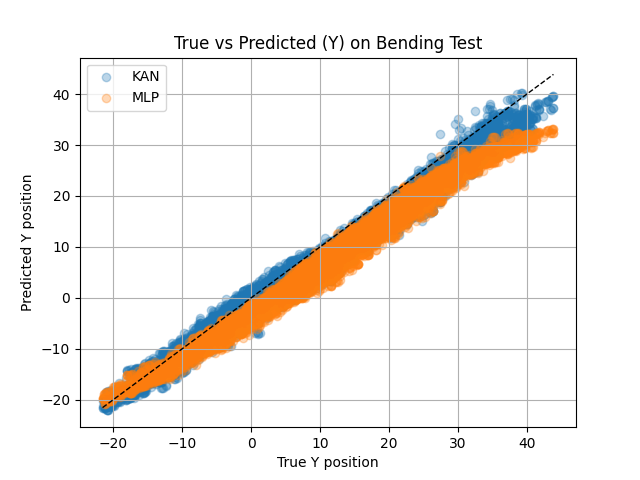 True vs Predicted (Y) on Bending Test
KAN
MLP
Predicted Y position
40
30
20
10
0
−10
−20
−20 −10 0 10 20 30 40
True Y position